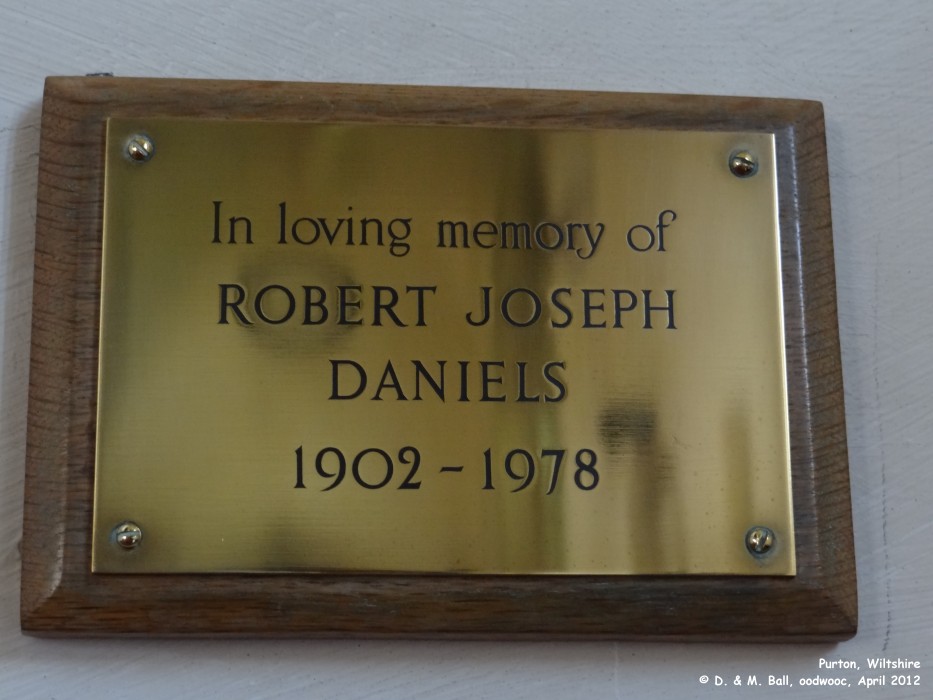 In loving memory of
ROBERT JOSEPH
DANIELS
1902 - 1978
Purton, Wiltshire
© D. & M. Ball, oodwooc, April 2012